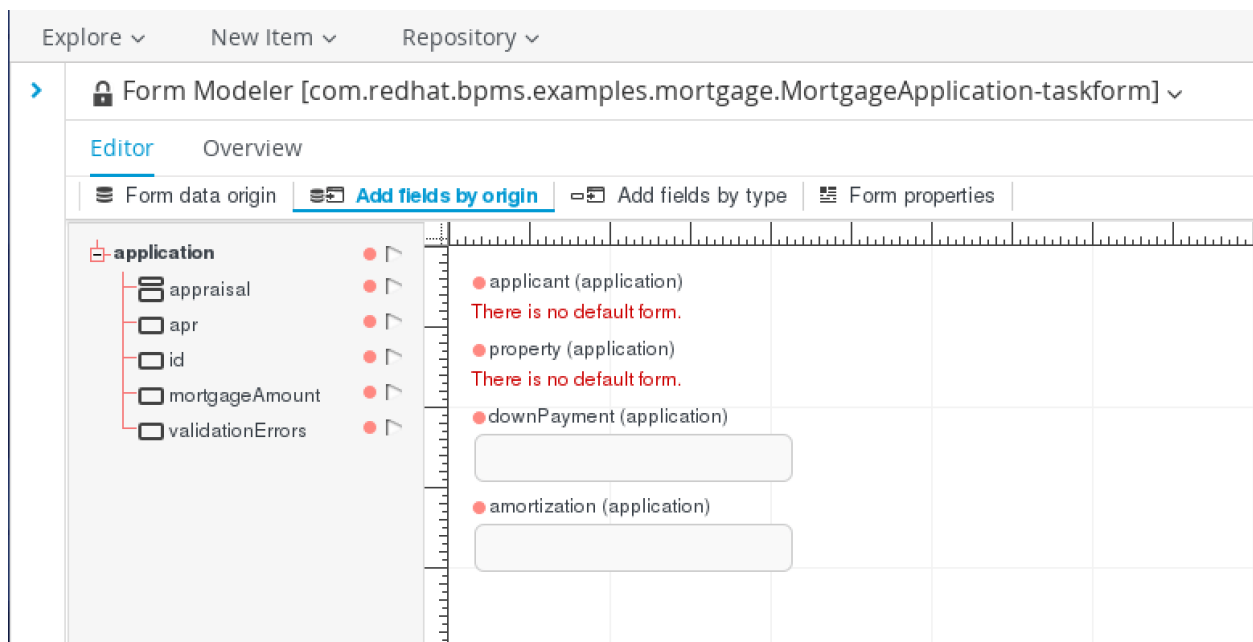 Explore New Item Repository
Form Modeler [com.redhat.bpms.examples.mortgage.MortgageApplication-taskform]
Editor Overview
Form data origin Add fields by origin Add fields by type Form properties
application
appraisal
apr
id
mortgageAmount
validationErrors
applicant (application)
There is no default form.
property (application)
There is no default form.
downPayment (application)
amortization (application)